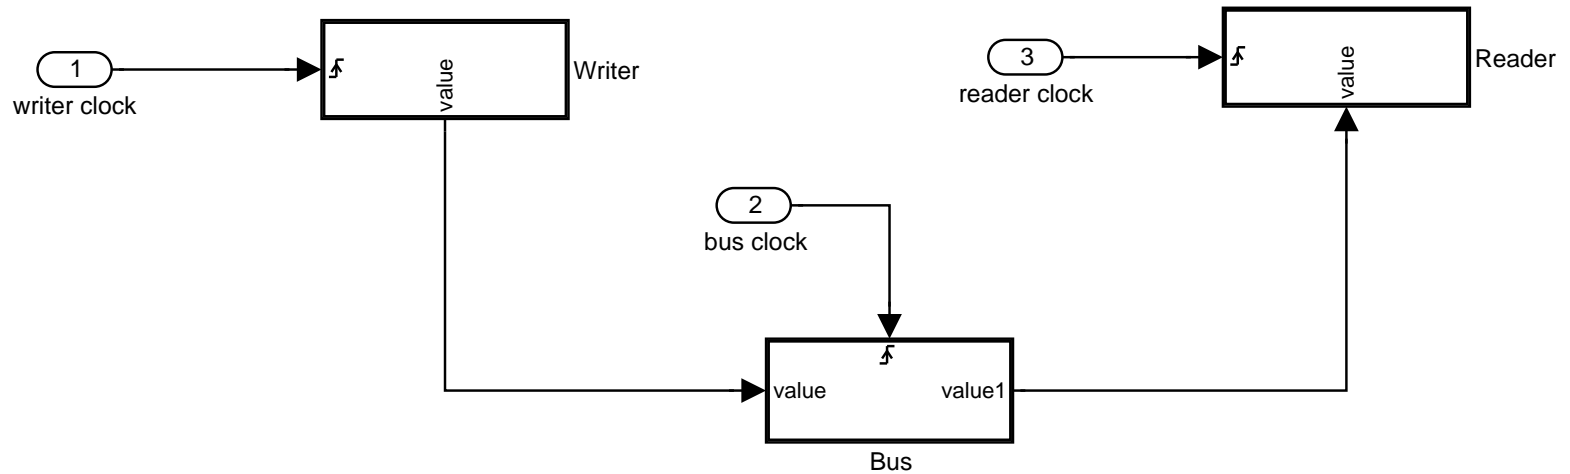 1
writer clock
value
Writer
3
reader clock
value
Reader
2
bus clock
value
value1
Bus